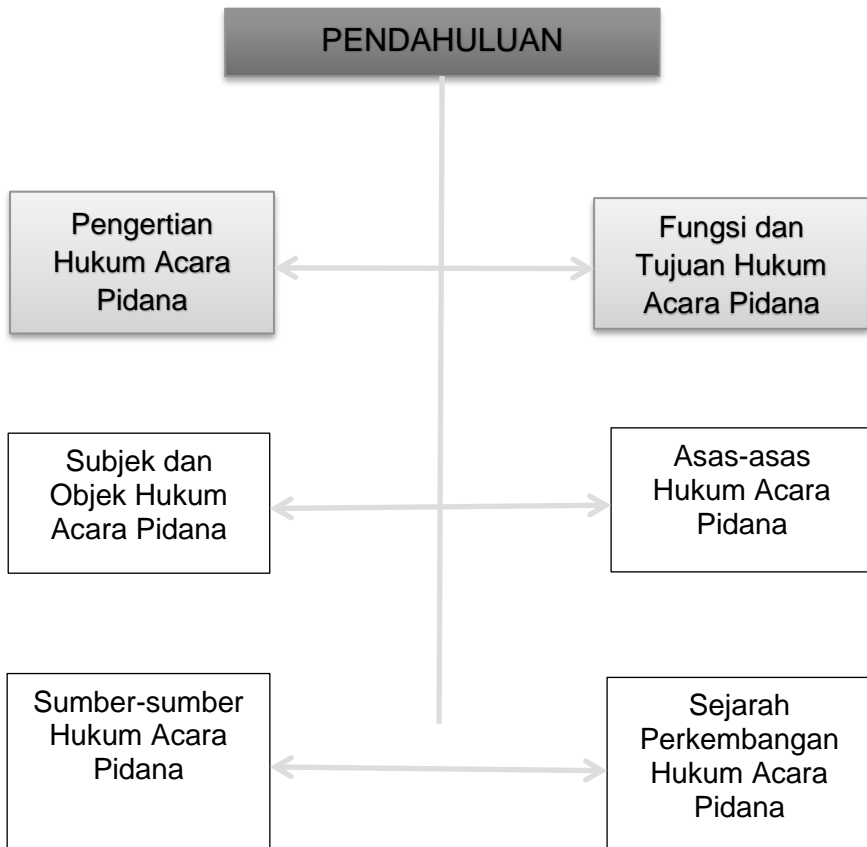 PENDAHULUAN
Pengertian
Hukum Acara
Pidana
Fungsi dan
Tujuan Hukum
Acara Pidana
Subjek dan
Objek Hukum
Acara Pidana
Asas-asas
Hukum Acara
Pidana
Sumber-sumber
Hukum Acara
Pidana
Sejarah
Perkembangan
Hukum Acara
Pidana